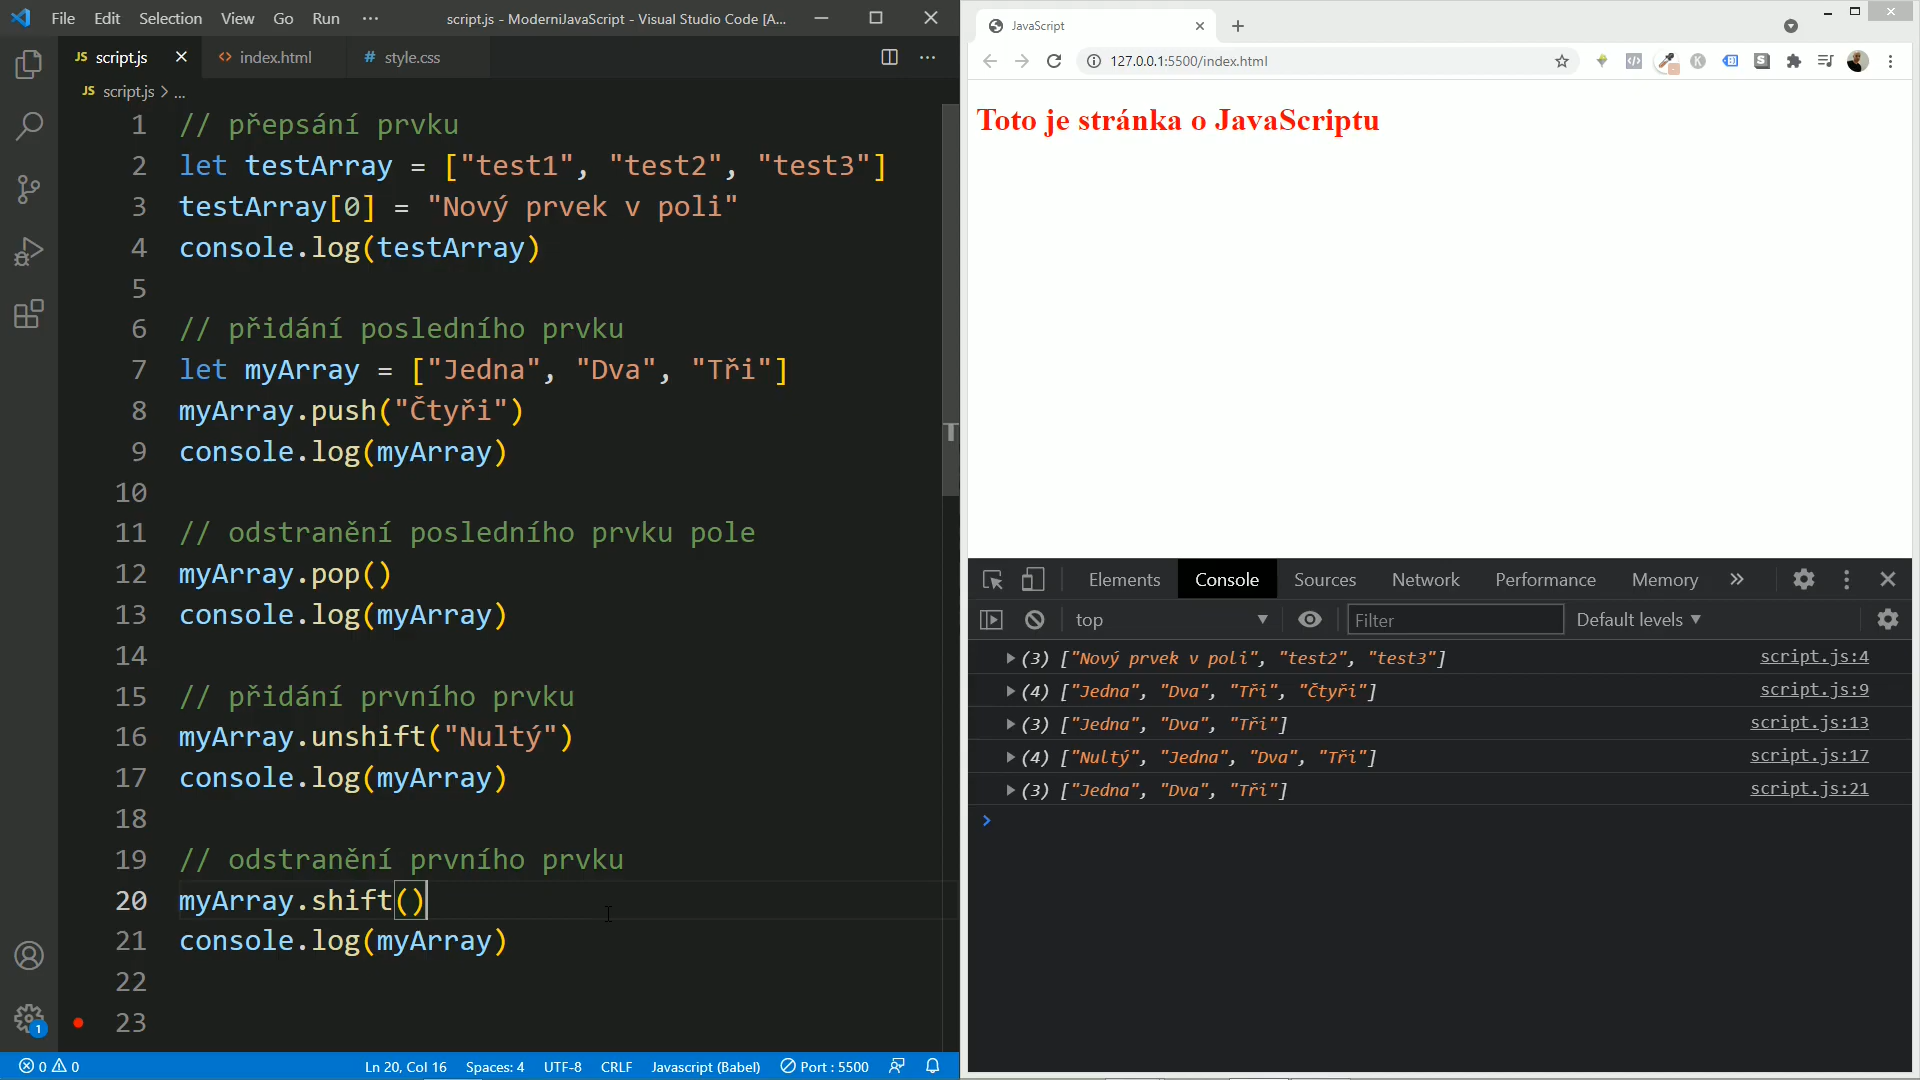 File Edit Selection View Go Run ··· script.js - ModerniJavaScript - Visual Studio Code [A...
JS script.js index.html # style.css
JS script.js > ...
1 // přepsání prvku
2 let testArray = ["test1", "test2", "test3"]
3 testArray[0] = "Nový prvek v poli"
4 console.log(testArray)
5
6 // přidání posledního prvku
7 let myArray = ["Jedna", "Dva", "Tři"]
8 myArray.push("Čtyři")
9 console.log(myArray)
10
11 // odstranění posledního prvku pole
12 myArray.pop()
13 console.log(myArray)
14
15 // přidání prvního prvku
16 myArray.unshift("Nultý")
17 console.log(myArray)
18
19 // odstranění prvního prvku
20 myArray.shift()
21 console.log(myArray)
22
23
1
0 0 Ln 20, Col 16 Spaces: 4 UTF-8 CRLF Javascript (Babel) Port : 5500
JavaScript
127.0.0.1:5500/index.html
Toto je stránka o JavaScriptu
Elements Console Sources Network Performance Memory »
top Filter Default levels
(3) ["Nový prvek v poli", "test2", "test3"] script.js:4
(4) ["Jedna", "Dva", "Tři", "Čtyři"] script.js:9
(3) ["Jedna", "Dva", "Tři"] script.js:13
(4) ["Nultý", "Jedna", "Dva", "Tři"] script.js:17
(3) ["Jedna", "Dva", "Tři"] script.js:21
>